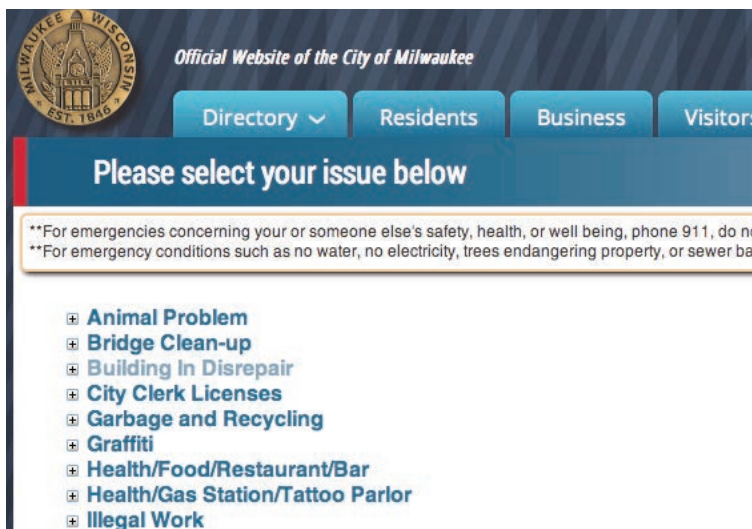 MILWAUKEE WISCONSIN
EST. 1846
Official Website of the City of Milwaukee
Directory Residents Business Visitors
Please select your issue below
**For emergencies concerning your or someone else's safety, health, or well being, phone 911, do
**For emergency conditions such as no water, no electricity, trees endangering property, or sewer
Animal Problem
Bridge Clean-up
Building In Disrepair
City Clerk Licenses
Garbage and Recycling
Graffiti
Health/Food/Restaurant/Bar
Health/Gas Station/Tattoo Parlor
Illegal Work